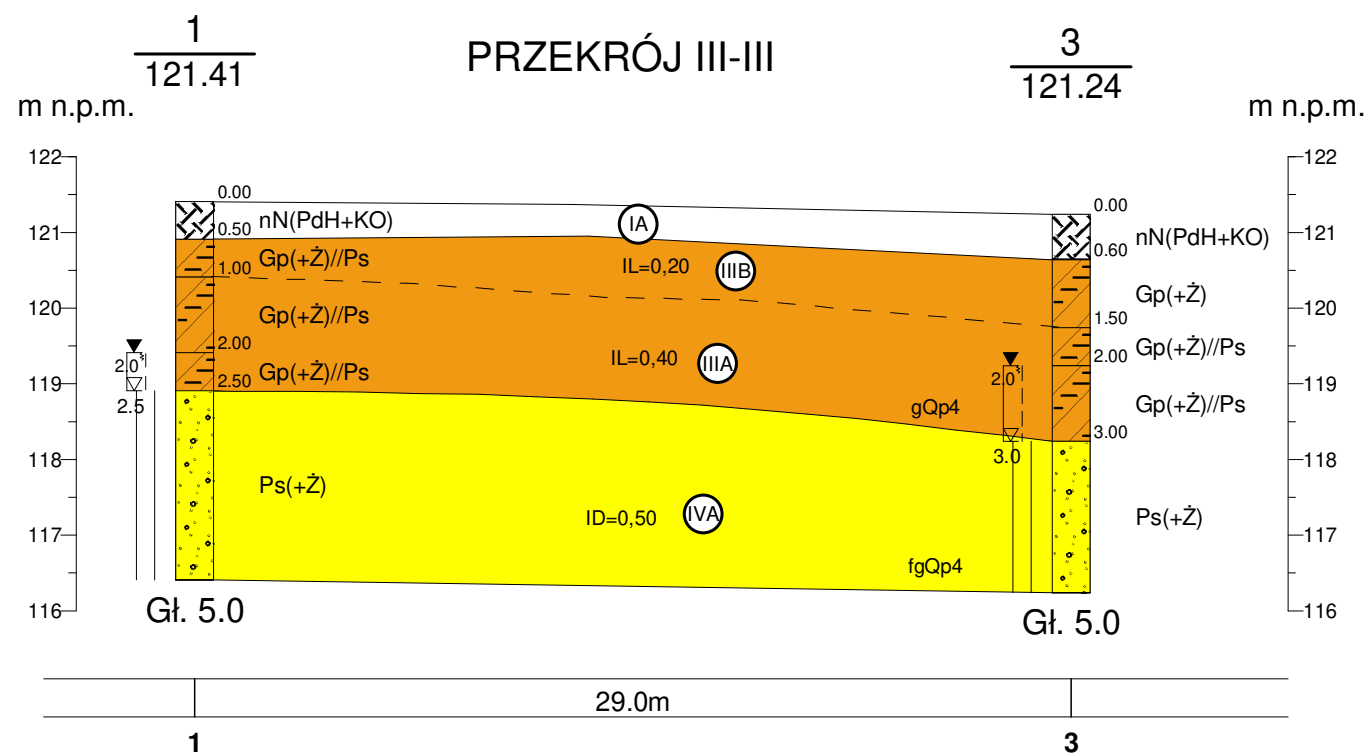 1
121.41
PRZEKRÓJ III-III
3
121.24
m n.p.m.
m n.p.m.
122
122
0.00
0.00
nN(PdH+KO)
IA
nN(PdH+KO)
121
0.50
0.60
121
Gp(+Ż)//Ps
IL=0,20
IIIB
1.00
Gp(+Ż)
120
120
Gp(+Ż)//Ps
1.50
2.00
IL=0,40
IIIA
2.00
Gp(+Ż)//Ps
2.0
Gp(+Ż)//Ps
2.0
119
2.50
119
2.5
gQp4
Gp(+Ż)//Ps
3.00
3.0
118
118
Ps(+Ż)
ID=0,50
IVA
Ps(+Ż)
117
117
fgQp4
116
116
Gł. 5.0
Gł. 5.0
29.0m
1
3